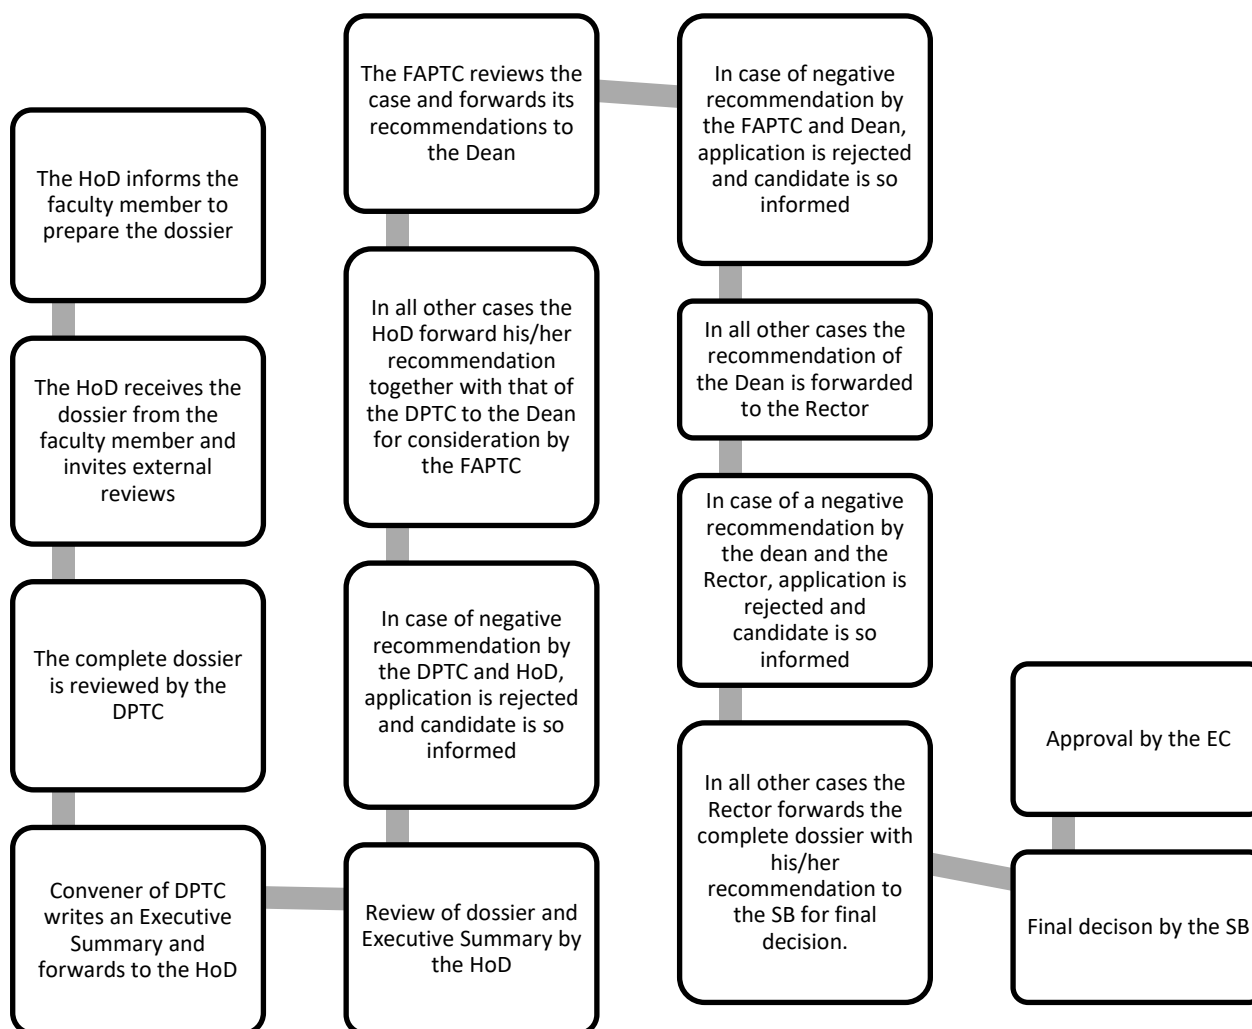 The HoD informs the
faculty member to
prepare the dossier
The HoD receives the
dossier from the
faculty member and
invites external
reviews
The complete dossier
is reviewed by the
DPTC
Convener of DPTC
writes an Executive
Summary and
forwards to the HoD
Review of dossier and
Executive Summary by
the HoD
In case of negative
recommendation by
the DPTC and HoD,
application is rejected
and candidate is so
informed
In all other cases the
HoD forward his/her
recommendation
together with that of
the DPTC to the Dean
for consideration by
the FAPTC
The FAPTC reviews the
case and forwards its
recommendations to
the Dean
In case of negative
recommendation by
the FAPTC and Dean,
application is rejected
and candidate is so
informed
In all other cases the
recommendation of
the Dean is forwarded
to the Rector
In case of a negative
recommendation by
the dean and the
Rector, application is
rejected and
candidate is so
informed
In all other cases the
Rector forwards the
complete dossier with
his/her
recommendation to
the SB for final
decision.
Final decison by the SB
Approval by the EC